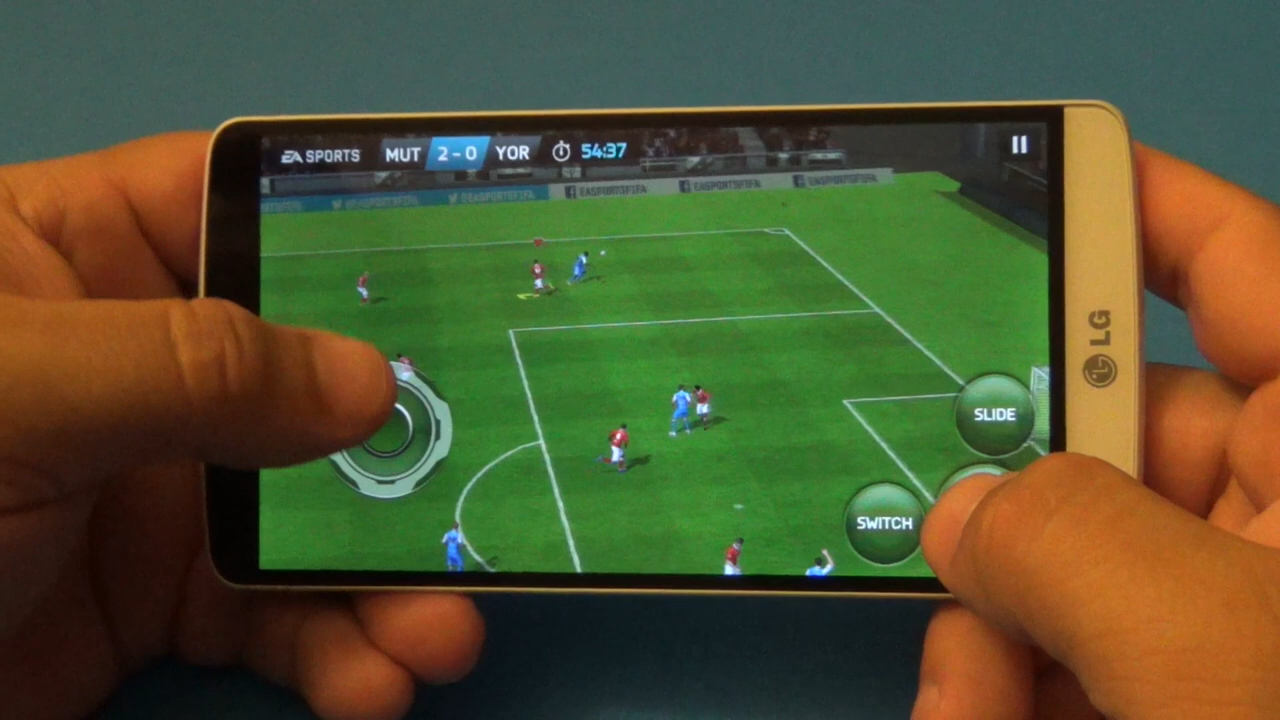 EA SPORTS MUT 2 - 0 YOR 54:37
EASPORTSFIFA EASPORTSFIFA EASPORTSFIFA
LG
SLIDE
SWITCH